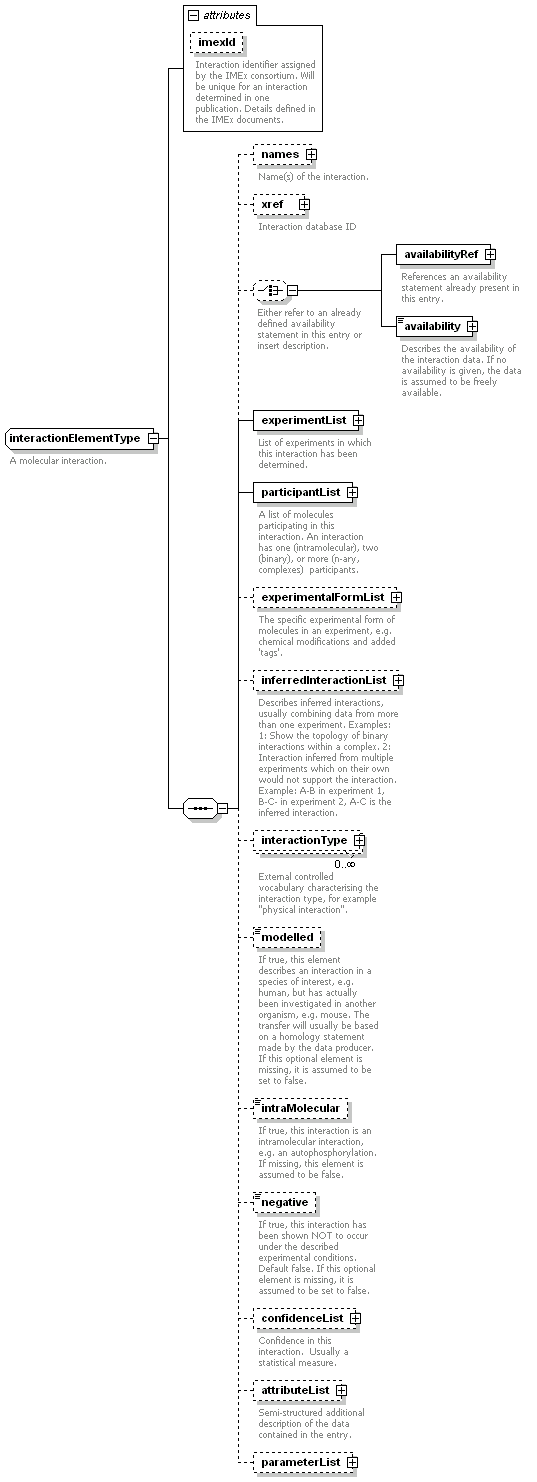 attributes
imexId
Interaction identifier assigned
by the IMEx consortium. Will
be unique for an interaction
determined in one
publication. Details defined in
the IMEx documents.
names
Name(s) of the interaction.
xref
Interaction database ID
availabilityRef
References an availability
statement already present in
this entry.
Either refer to an already
defined availability
statement in this entry or
insert description.
availability
Describes the availability of
the interaction data. If no
availability is given, the data
is assumed to be freely
available.
interactionElementType
A molecular interaction.
experimentList
List of experiments in which
this interaction has been
determined.
participantList
A list of molecules
participating in this
interaction. An interaction
has one (intramolecular), two
(binary), or more (n-ary,
complexes)  participants.
experimentalFormList
The specific experimental form of
molecules in an experiment, e.g.
chemical modifications and added
'tags'.
inferredInteractionList
Describes inferred interactions,
usually combining data from more
than one experiment. Examples:
1: Show the topology of binary
interactions within a complex. 2:
Interaction inferred from multiple
experiments which on their own
would not support the interaction.
Example: A-B in experiment 1,
B-C- in experiment 2, A-C is the
inferred interaction.
interactionType
0..∞
External controlled
vocabulary characterising the
interaction type, for example
"physical interaction".
modelled
If true, this element
describes an interaction in a
species of interest, e.g.
human, but has actually
been investigated in another
organism, e.g. mouse. The
transfer will usually be based
on a homology statement
made by the data producer.
If this optional element is
missing, it is assumed to be
set to false.
intraMolecular
If true, this interaction is an
intramolecular interaction,
e.g. an autophosphorylation.
If missing, this element is
assumed to be false.
negative
If true, this interaction has
been shown NOT to occur
under the described
experimental conditions.
Default false. If this optional
element is missing, it is
assumed to be set to false.
confidenceList
Confidence in this
interaction.  Usually a
statistical measure.
attributeList
Semi-structured additional
description of the data
contained in the entry.
parameterList